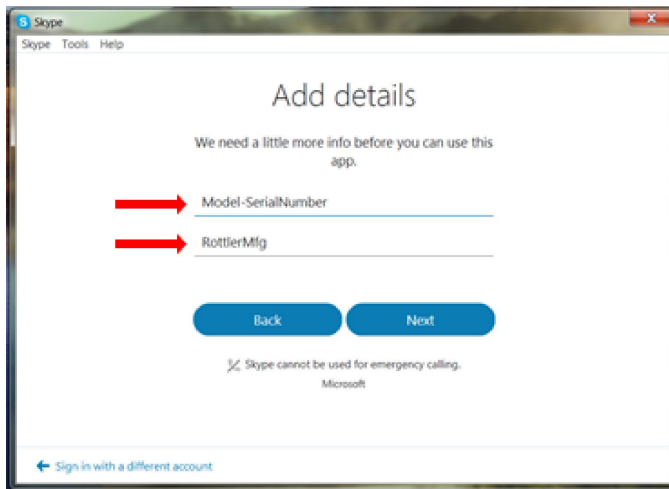 Skype
Skype Tools Help
Add details
We need a little more info before you can use this
app.
Model-SerialNumber
RottlerMfg
Back Next
Skype cannot be used for emergency calling.
Microsoft
Sign in with a different account